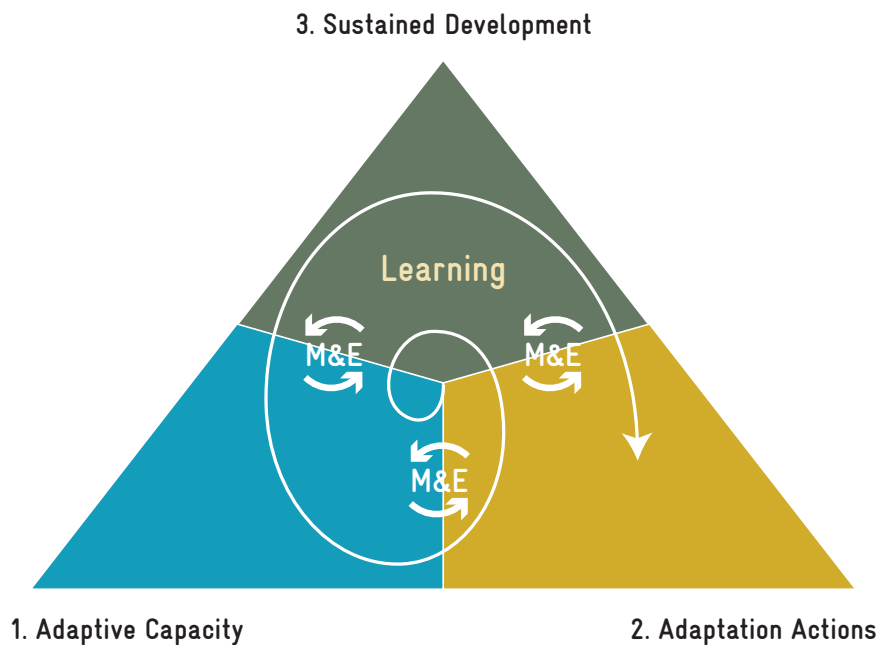 3. Sustained Development
Learning
M&E
M&E
M&E
1. Adaptive Capacity
2. Adaptation Actions